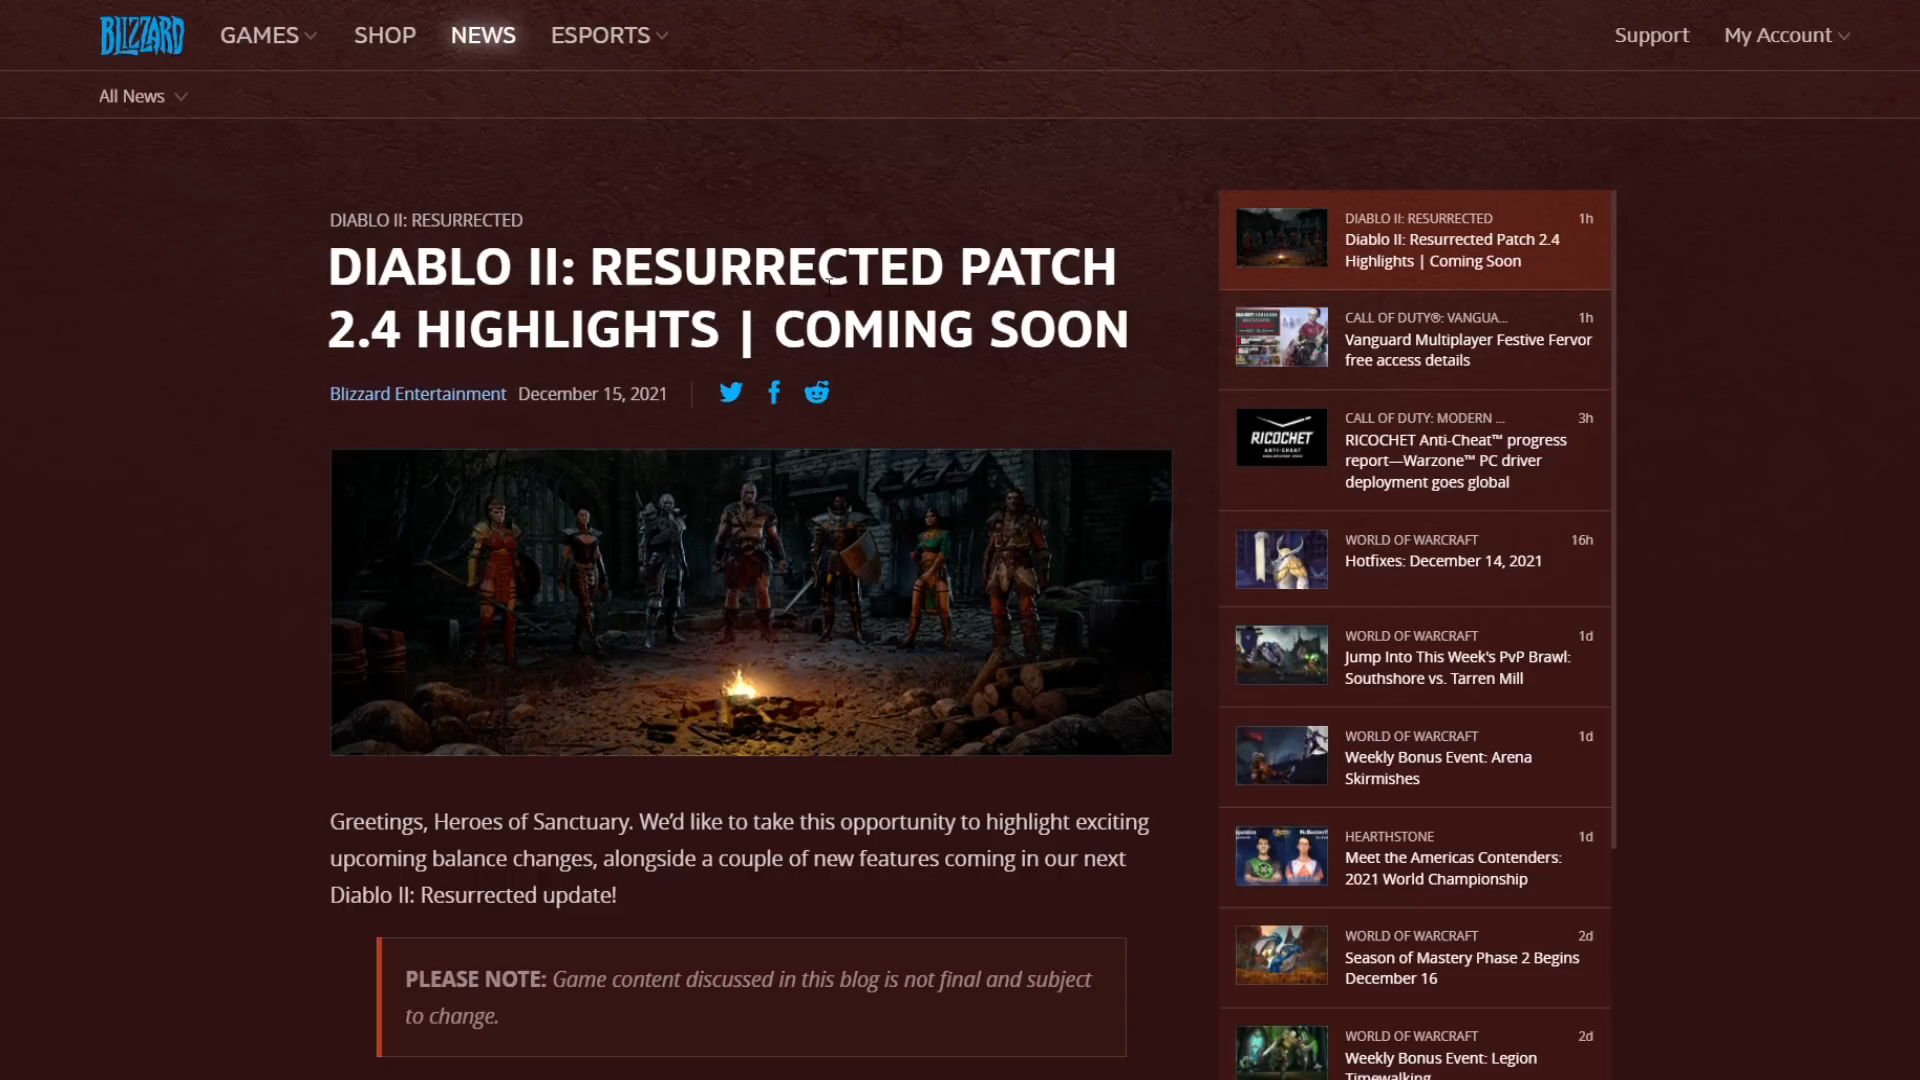 BLIZZARD
GAMES
SHOP
NEWS
ESPORTS
Support
My Account
All News
DIABLO II: RESURRECTED
DIABLO II: RESURRECTED PATCH
2.4 HIGHLIGHTS | COMING SOON
Blizzard Entertainment
December 15, 2021
Greetings, Heroes of Sanctuary. We’d like to take this opportunity to highlight exciting
upcoming balance changes, alongside a couple of new features coming in our next
Diablo II: Resurrected update!
PLEASE NOTE: Game content discussed in this blog is not final and subject
to change.
DIABLO II: RESURRECTED
1h
Diablo II: Resurrected Patch 2.4
Highlights | Coming Soon
CALL OF DUTY®: VANGUA...
1h
Vanguard Multiplayer Festive Fervor
free access details
RICOCHET
ANTI-CHEAT
CALL OF DUTY: MODERN ...
3h
RICOCHET Anti-Cheat™ progress
report—Warzone™ PC driver
deployment goes global
WORLD OF WARCRAFT
16h
Hotfixes: December 14, 2021
WORLD OF WARCRAFT
1d
Jump Into This Week's PvP Brawl:
Southshore vs. Tarren Mill
WORLD OF WARCRAFT
1d
Weekly Bonus Event: Arena
Skirmishes
HEARTHSTONE
1d
Meet the Americas Contenders:
2021 World Championship
WORLD OF WARCRAFT
2d
Season of Mastery Phase 2 Begins
December 16
WORLD OF WARCRAFT
2d
Weekly Bonus Event: Legion
Timewalking